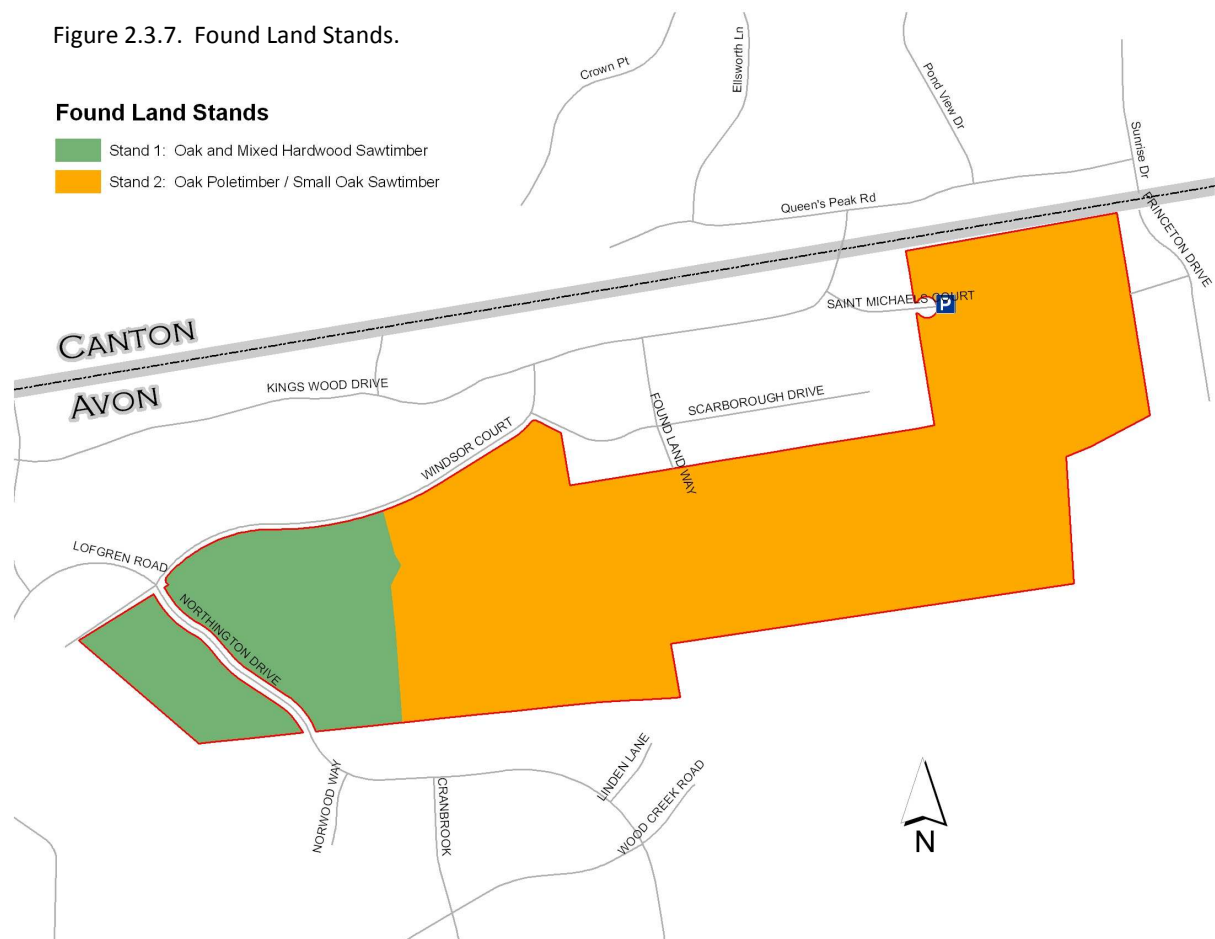 Figure 2.3.7.  Found Land Stands.
Found Land Stands
Stand 1:  Oak and Mixed Hardwood Sawtimber
Stand 2:  Oak Poletimber / Small Oak Sawtimber
Crown Pt
Ellsworth Ln
Pond View Dr
Sunrise Dr
Queen's Peak Rd
PRINCETON DRIVE
SAINT MICHAELS COURT
P
CANTON
AVON
KINGS WOOD DRIVE
SCARBOROUGH DRIVE
FOUND LAND WAY
WINDSOR COURT
LOFGREN ROAD
NORTHINGTON DRIVE
NORWOOD WAY
CRANBROOK
LINDEN LANE
WOOD CREEK ROAD
N